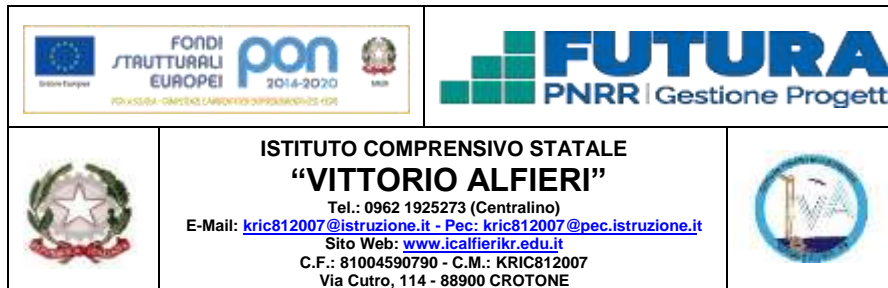 FONDI
STRUTTURALI
EUROPEI
pon
2014-2020
FUTURA
PNRR Gestione Progett
ISTITUTO COMPRENSIVO STATALE
“VITTORIO ALFIERI”
Tel.: 0962 1925273 (Centralino)
E-Mail: kric812007@istruzione.it - Pec: kric812007@pec.istruzione.it
Sito Web: www.icalfierikr.edu.it
C.F.: 81004590790 - C.M.: KRIC812007
Via Cutro, 114 - 88900 CROTONE